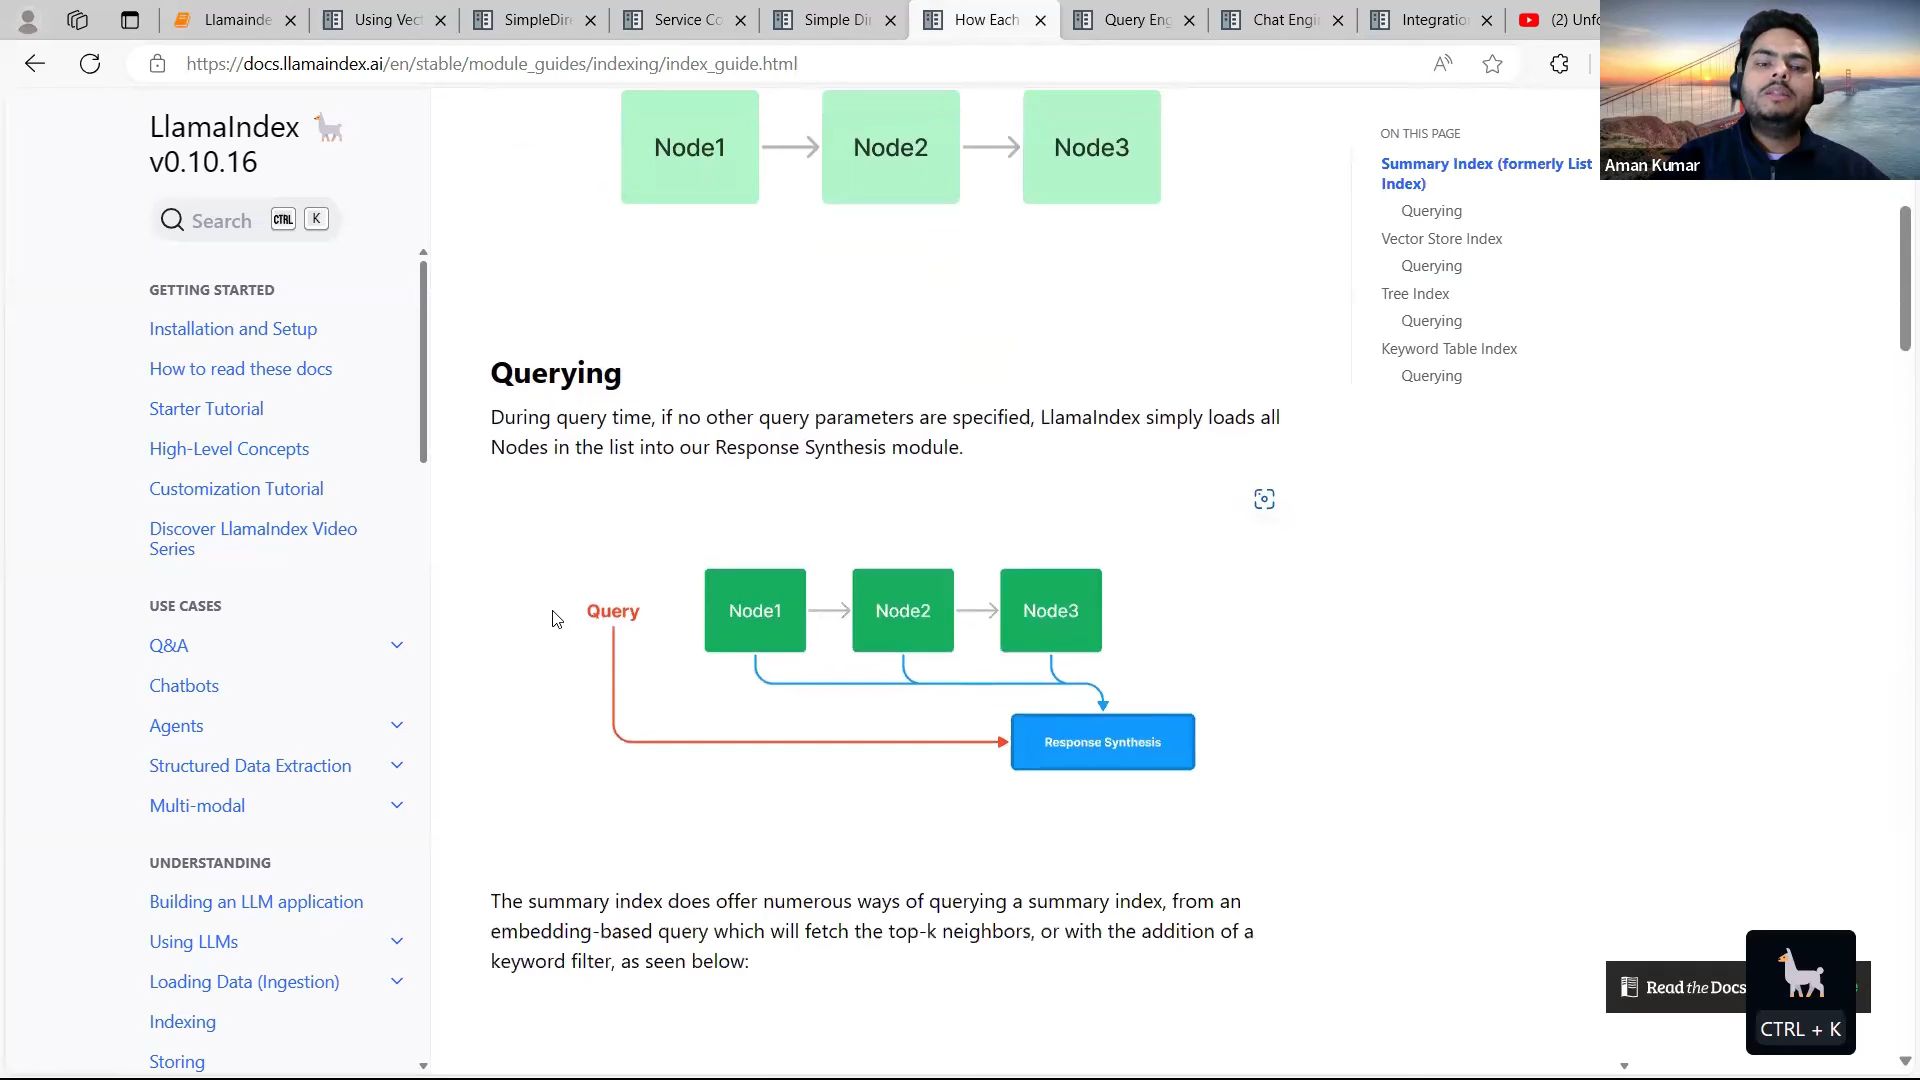 Llamainde
Using Vect
SimpleDire
Service Co
Simple Dir
How Each
Query Eng
Chat Engi
Integratio
(2) Unfo
https://docs.llamaindex.ai/en/stable/module_guides/indexing/index_guide.html
Aman Kumar
LlamaIndex
v0.10.16
Search CTRL K
GETTING STARTED
Installation and Setup
How to read these docs
Starter Tutorial
High-Level Concepts
Customization Tutorial
Discover LlamaIndex Video
Series
USE CASES
Q&A
Chatbots
Agents
Structured Data Extraction
Multi-modal
UNDERSTANDING
Building an LLM application
Using LLMs
Loading Data (Ingestion)
Indexing
Storing
Node1 Node2 Node3
Querying
During query time, if no other query parameters are specified, LlamaIndex simply loads all
Nodes in the list into our Response Synthesis module.
Query Node1 Node2 Node3
Response Synthesis
The summary index does offer numerous ways of querying a summary index, from an
embedding-based query which will fetch the top-k neighbors, or with the addition of a
keyword filter, as seen below:
ON THIS PAGE
Summary Index (formerly List
Index)
Querying
Vector Store Index
Querying
Tree Index
Querying
Keyword Table Index
Querying
Read the Docs
CTRL + K